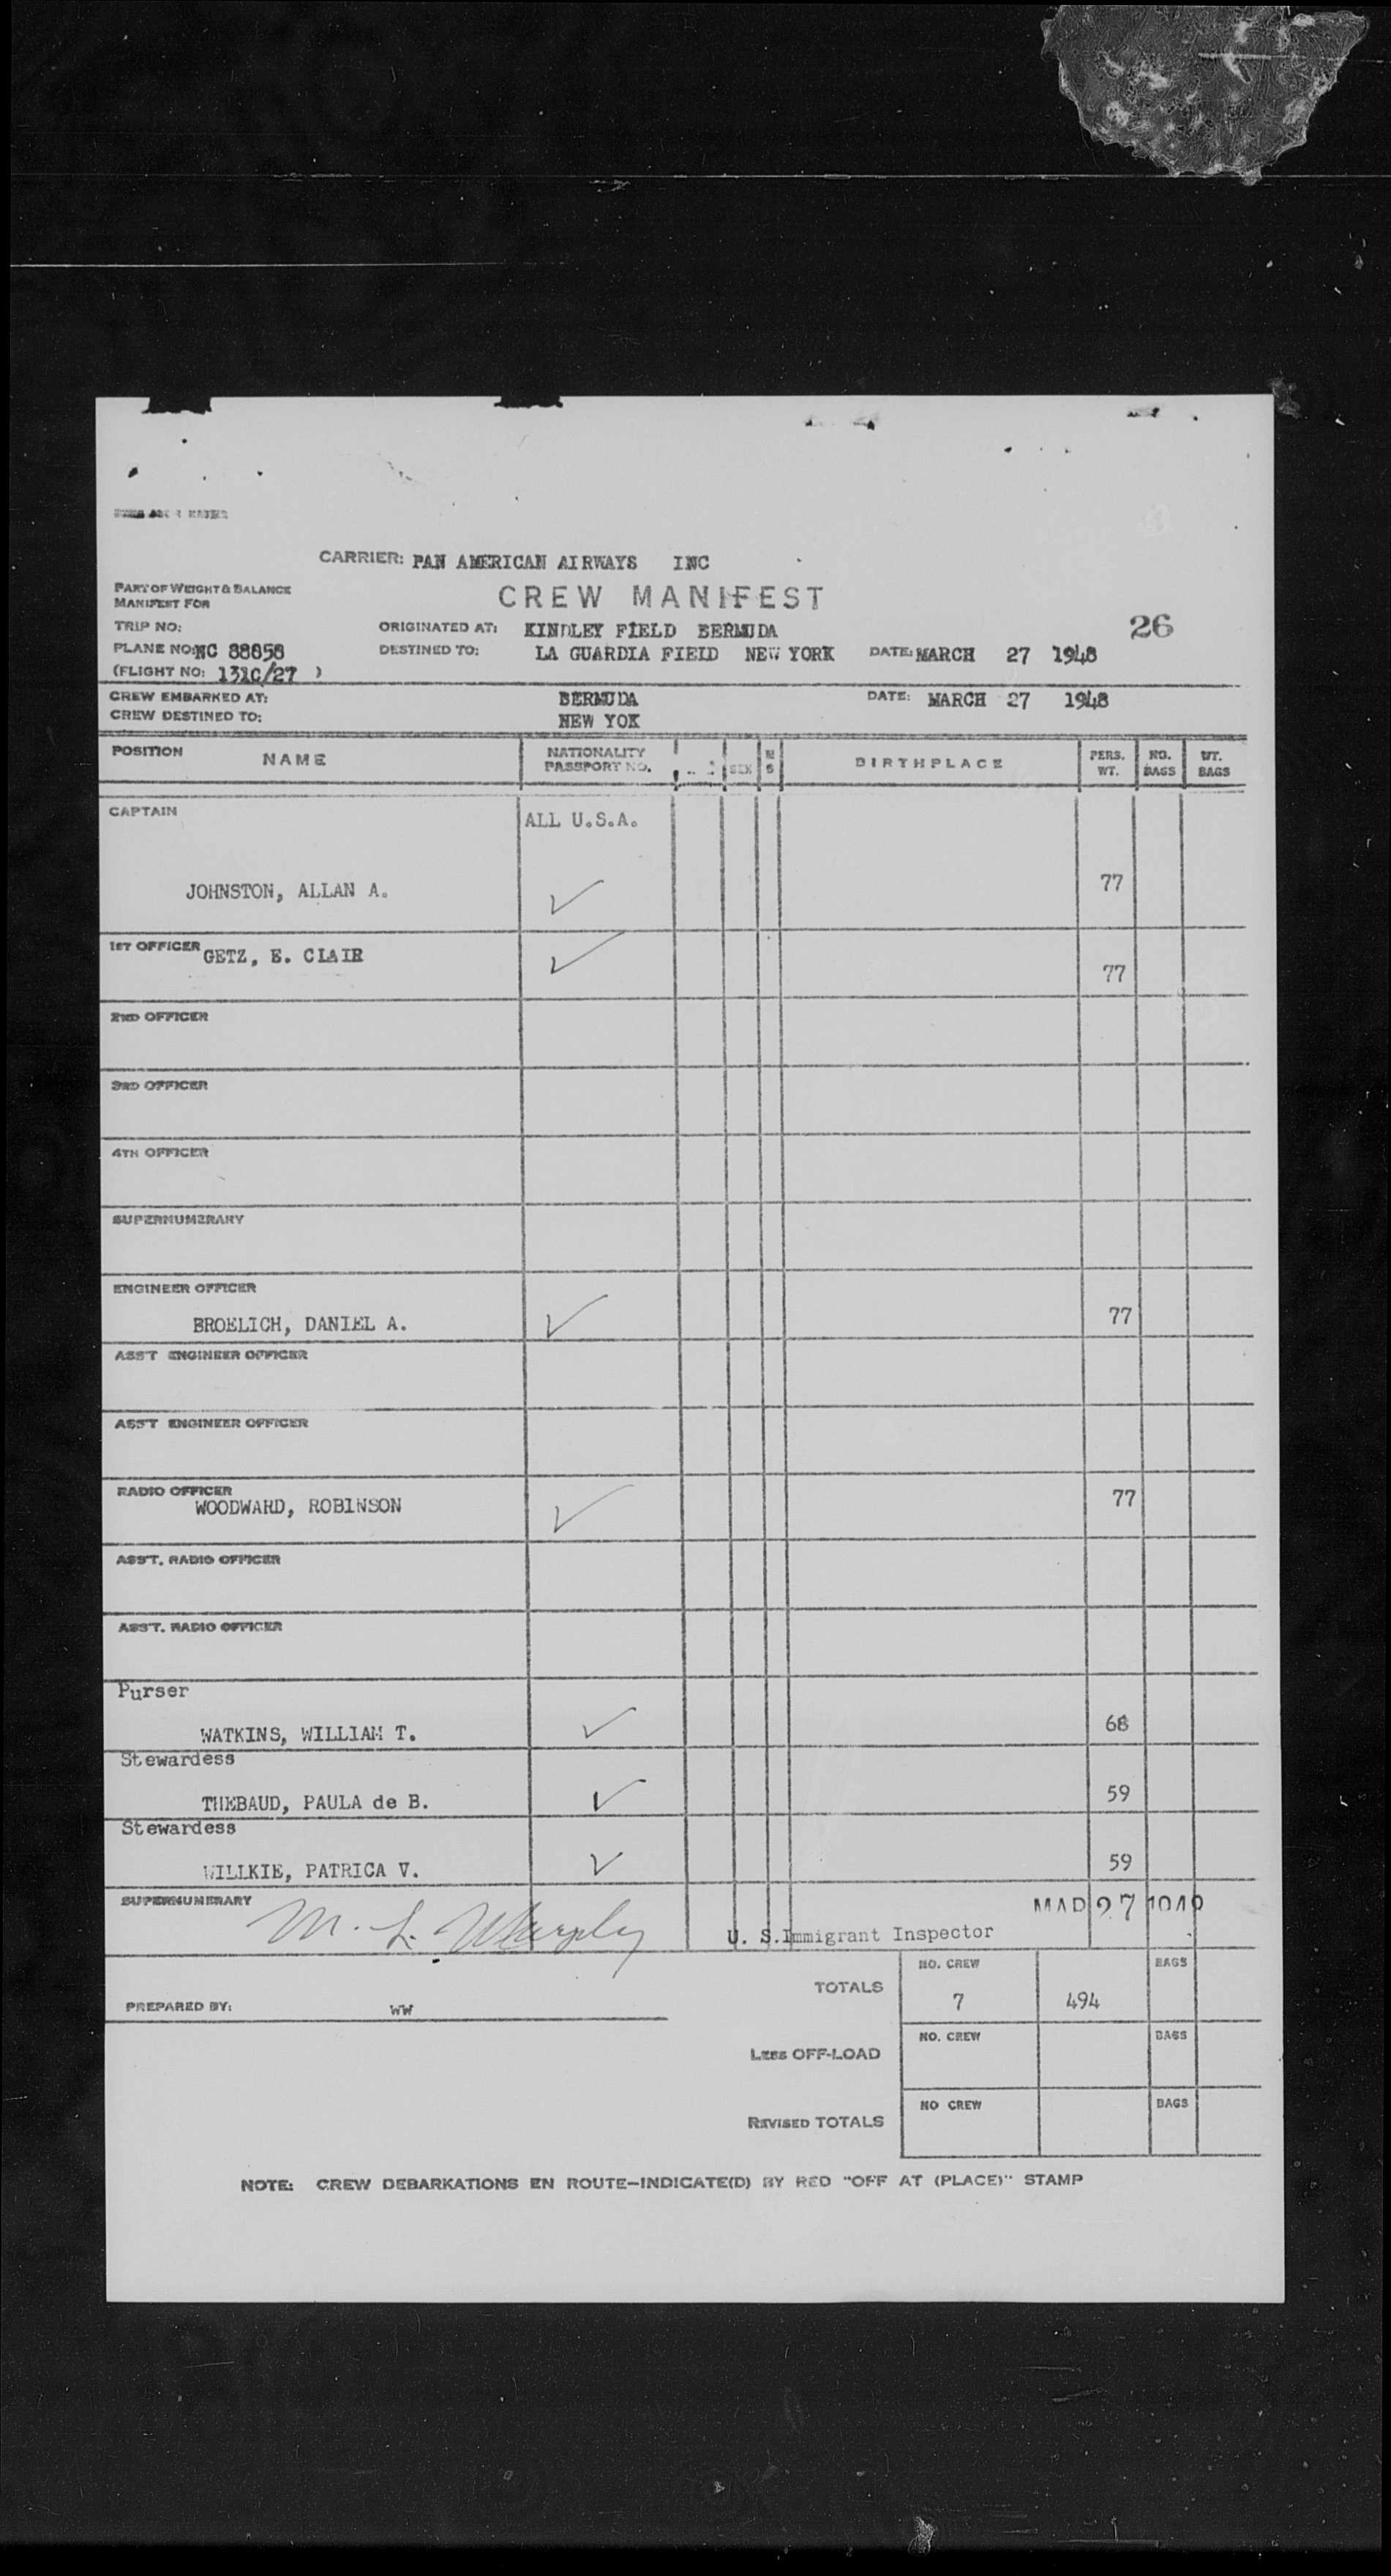 CARRIER: PAN AMERICAN AIRWAYS INC
PART OF WEIGHT & BALANCE
MANIFEST FOR
CREW MANIFEST
26
TRIP NO:
ORIGINATED AT: KINDLEY FIELD BERMUDA
PLANE NO: NC 88858
DESTINED TO: LA GUARDIA FIELD NEW YORK DATE: MARCH 27 1948
(FLIGHT NO: 131C/27 )
CREW EMBARKED AT: BERMUDA DATE: MARCH 27 1948
CREW DESTINED TO: NEW YOK
POSITION NAME NATIONALITY PASSPORT NO. SEX BIRTHPLACE PERS. WT. NO. BAGS WT. BAGS
CAPTAIN
ALL U.S.A.
JOHNSTON, ALLAN A. ✓ 77
1ST OFFICER GETZ, E. CLAIR ✓ 77
2ND OFFICER
3RD OFFICER
4TH OFFICER
SUPERNUMERARY
ENGINEER OFFICER
BROELICH, DANIEL A. ✓ 77
ASS'T ENGINEER OFFICER
ASS'T ENGINEER OFFICER
RADIO OFFICER
WOODWARD, ROBINSON ✓ 77
ASS'T. RADIO OFFICER
ASS'T. RADIO OFFICER
Purser
WATKINS, WILLIAM T. ✓ 68
Stewardess
THEBAUD, PAULA de B. ✓ 59
Stewardess
WILLKIE, PATRICA V. ✓ 59
SUPERNUMERARY
MAR 27 1948
M. L. Murphy U. S. Immigrant Inspector
NO. CREW BAGS
TOTALS 7 494
PREPARED BY: WW
NO. CREW BAGS
LESS OFF-LOAD
NO CREW BAGS
REVISED TOTALS
NOTE: CREW DEBARKATIONS EN ROUTE—INDICATE(D) BY RED "OFF AT (PLACE)" STAMP